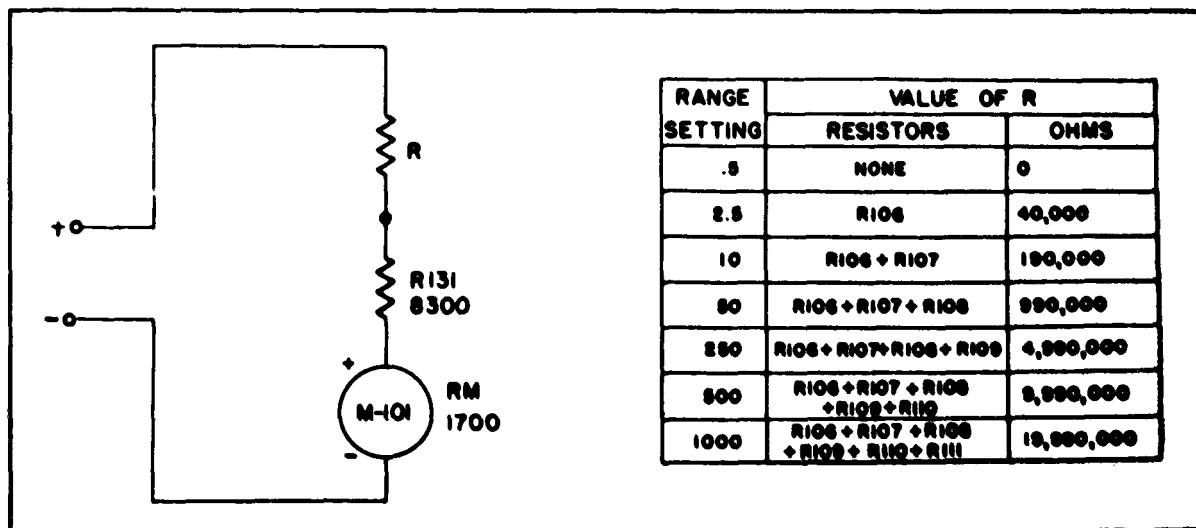 RANGE SETTING
VALUE OF R
RESISTORS
OHMS
.5
NONE
0
2.5
R106
40,000
10
R106 + R107
190,000
50
R106 + R107 + R108
990,000
250
R106 + R107 + R108 + R109
4,990,000
500
R106 + R107 + R108
+ R109 + R110
9,990,000
1000
R106 + R107 + R108
+ R109 + R110 + R111
19,990,000
R
+
-
R131
8300
+
M-101
-
RM
1700